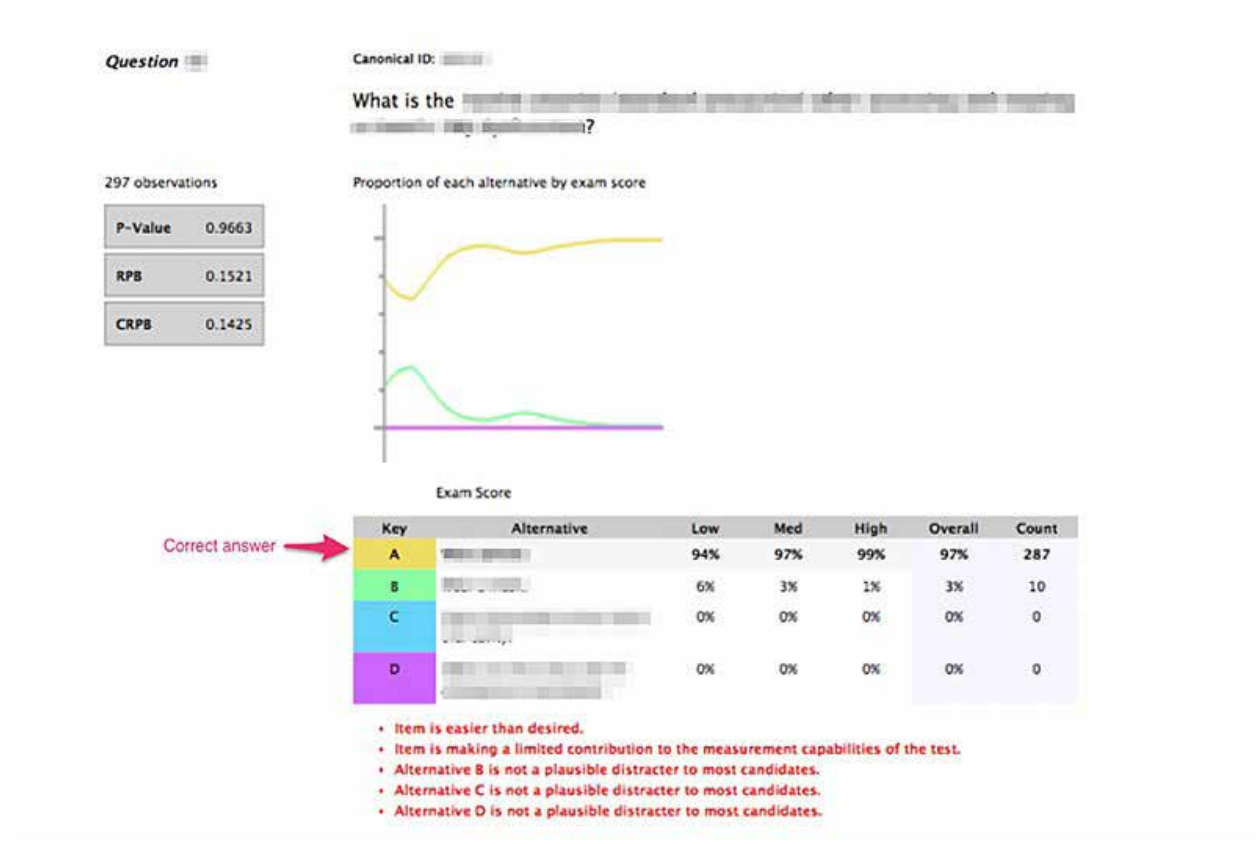 Question
Canonical ID:
What is the
?
297 observations
Proportion of each alternative by exam score
P-Value 0.9663
RPB 0.1521
CRPB 0.1425
Exam Score
Key Alternative Low Med High Overall Count
Correct answer
A 94% 97% 99% 97% 287
B 6% 3% 1% 3% 10
C 0% 0% 0% 0% 0
D 0% 0% 0% 0% 0
• Item is easier than desired.
• Item is making a limited contribution to the measurement capabilities of the test.
• Alternative B is not a plausible distracter to most candidates.
• Alternative C is not a plausible distracter to most candidates.
• Alternative D is not a plausible distracter to most candidates.